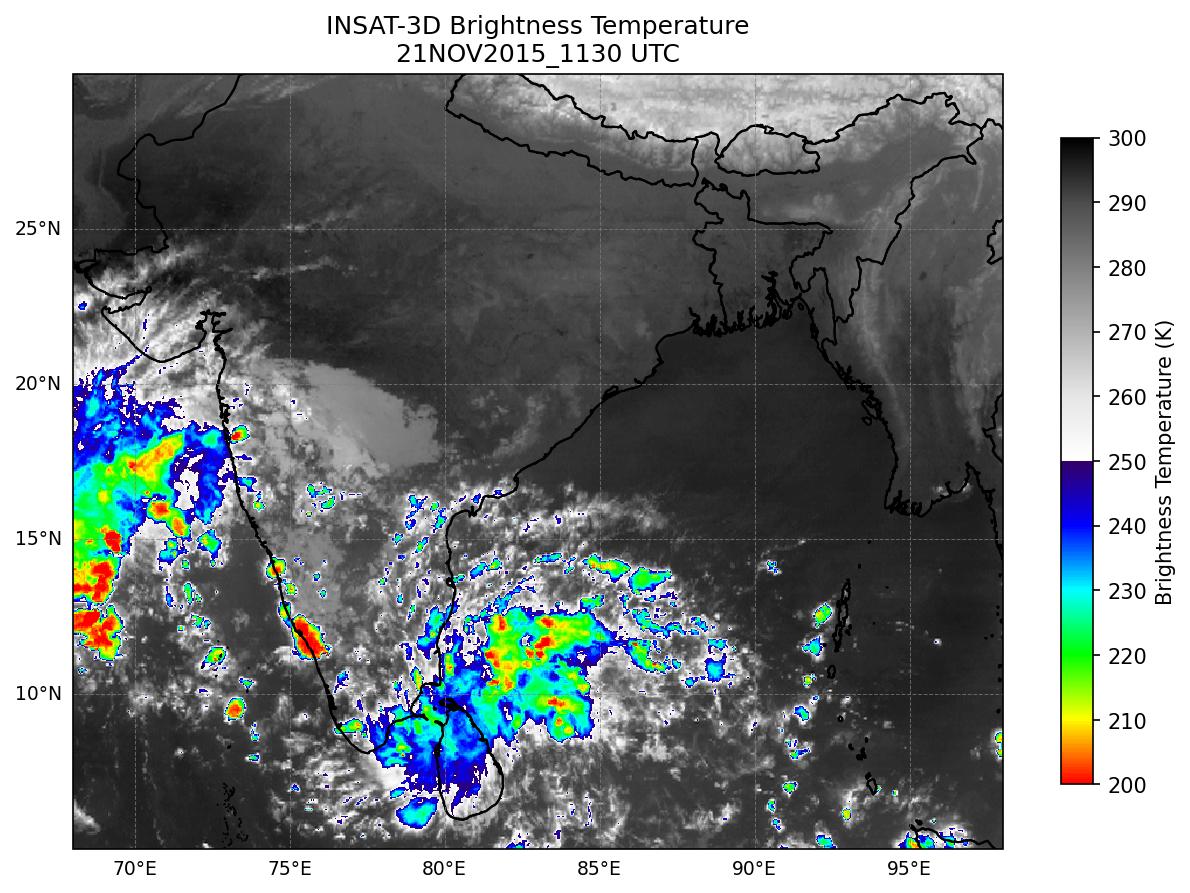 INSAT-3D Brightness Temperature
21NOV2015_1130 UTC
25°N
20°N
15°N
10°N
70°E
75°E
80°E
85°E
90°E
95°E
300
290
280
270
260
250
240
230
220
210
200
Brightness Temperature (K)